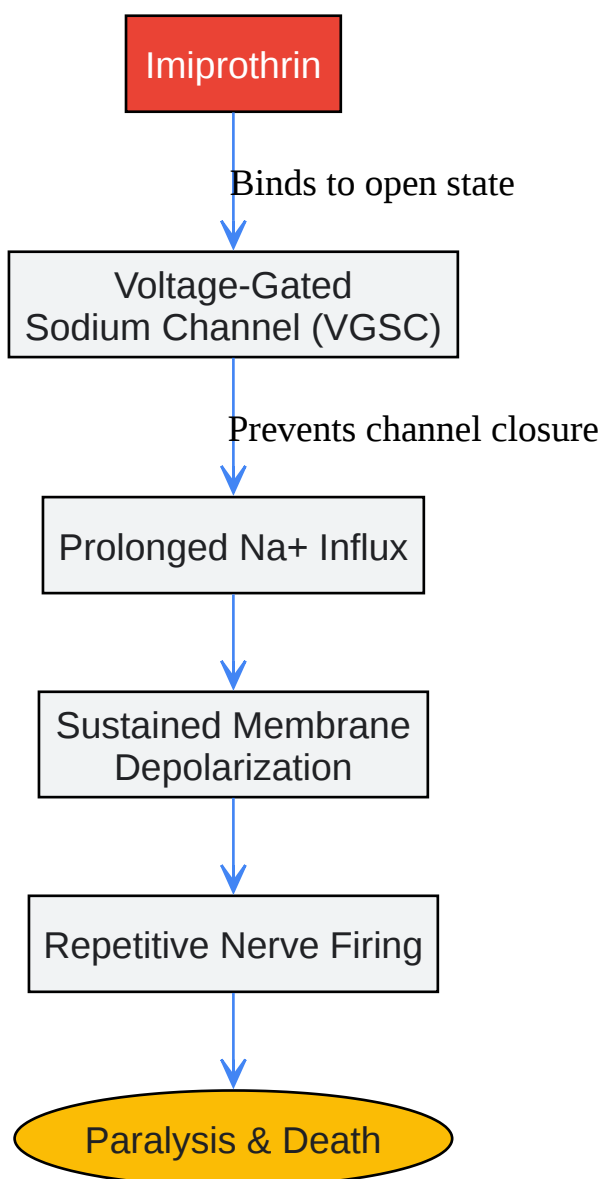 Imiprothrin
Binds to open state
Voltage-Gated
Sodium Channel (VGSC)
Prevents channel closure
Prolonged Na+ Influx
Sustained Membrane
Depolarization
Repetitive Nerve Firing
Paralysis & Death